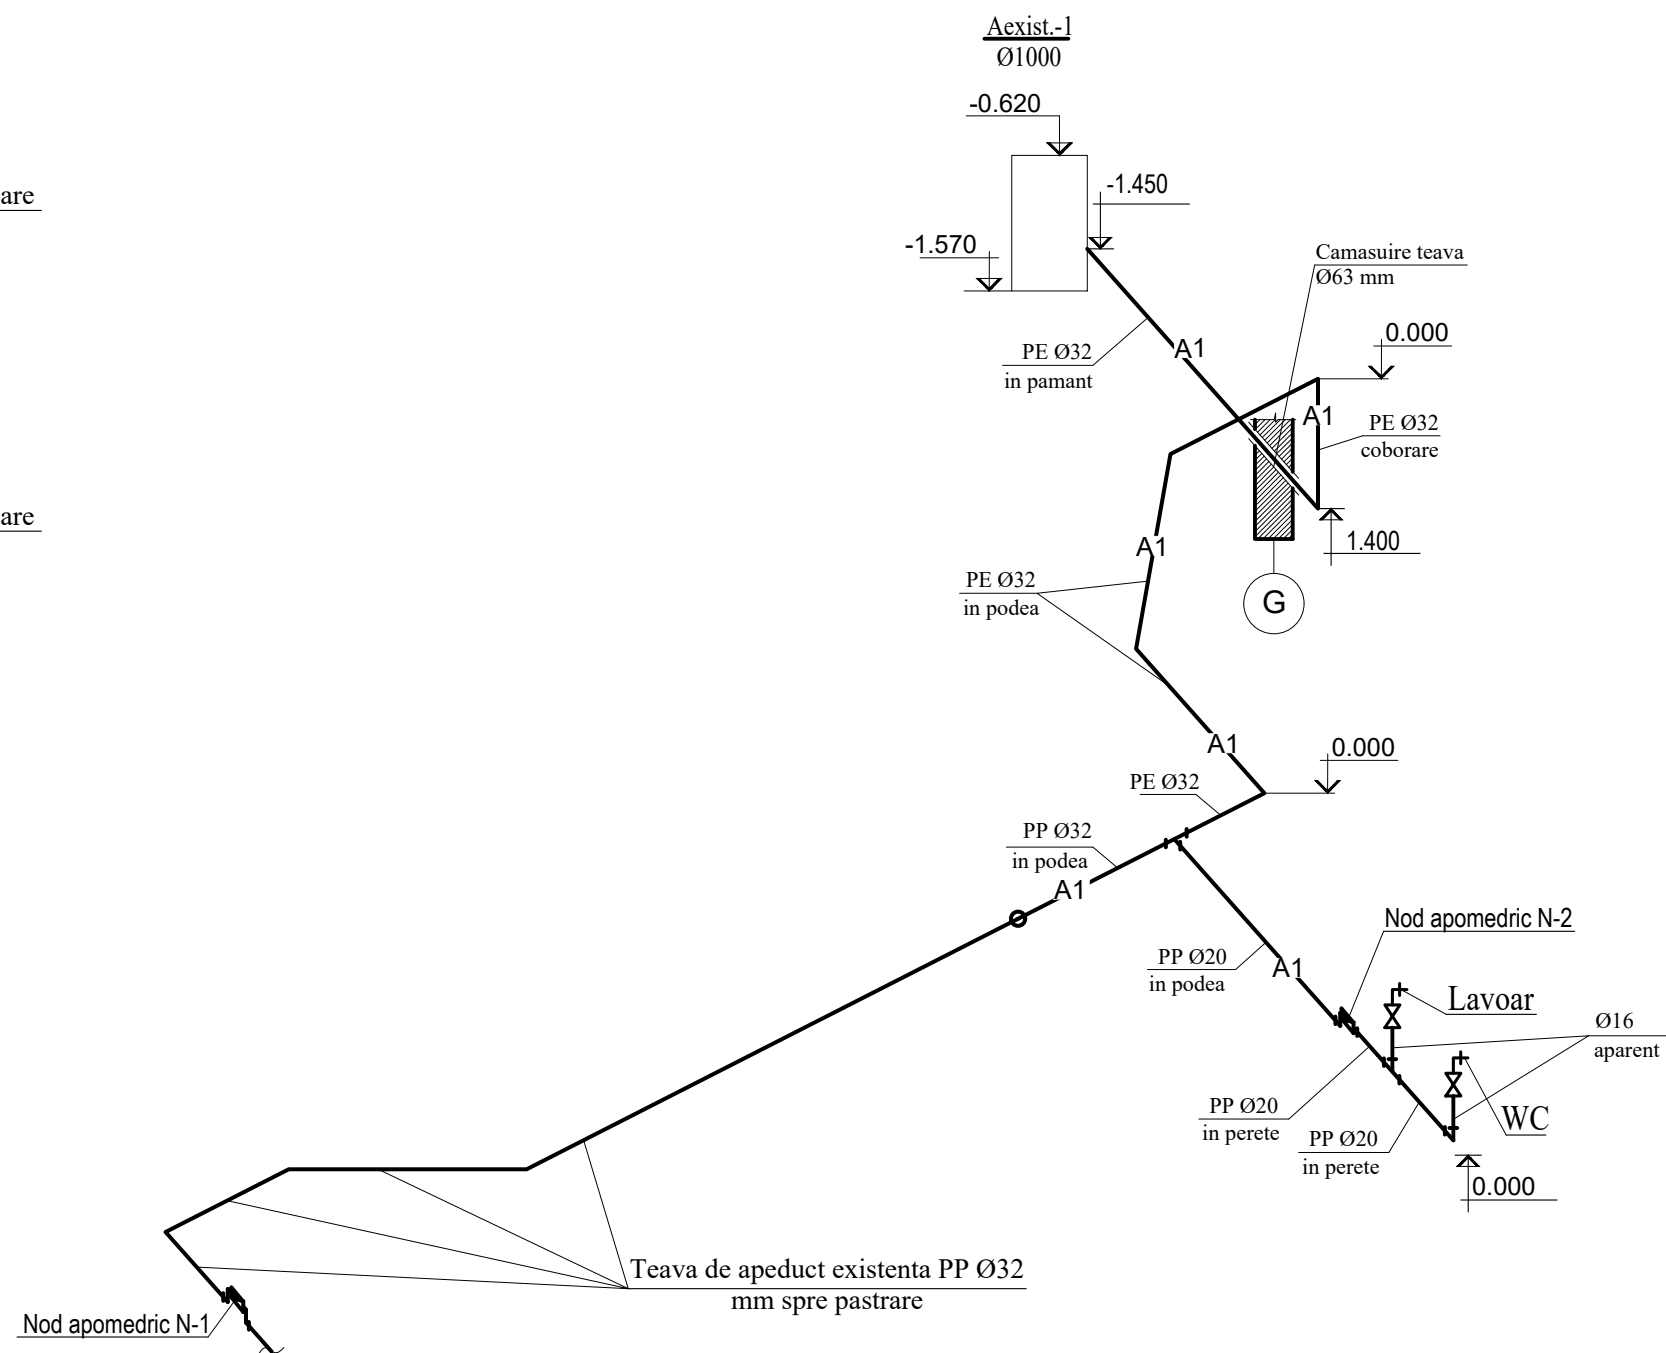 Aexist.-1
Ø1000
-0.620
-1.450
are
-1.570
Camasuire teava
Ø63 mm
0.000
PE Ø32
in pamant
A1
A1
PE Ø32
coborare
are
1.400
A1
PE Ø32
in podea
G
A1
0.000
PE Ø32
PP Ø32
in podea
A1
Nod apomedric N-2
PP Ø20
in podea
A1
Lavoar
Ø16
aparent
PP Ø20
in perete
WC
PP Ø20
in perete
0.000
Teava de apeduct existenta PP Ø32
mm spre pastrare
Nod apomedric N-1